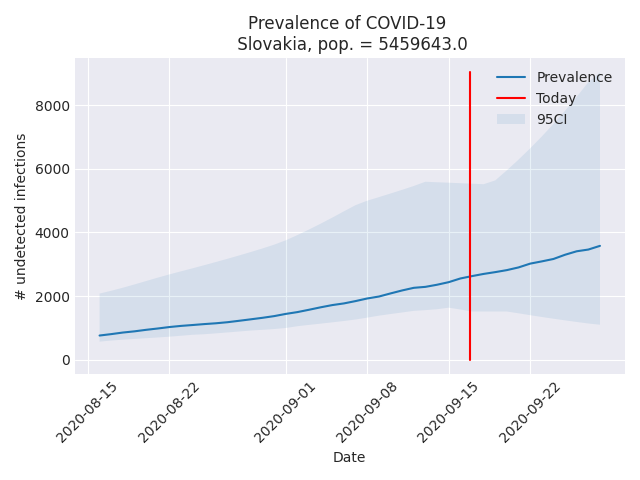 Prevalence of COVID-19
Slovakia, pop. = 5459643.0
Prevalence
Today
95CI
8000
6000
4000
2000
0
# undetected infections
2020-08-15
2020-08-22
2020-09-01
2020-09-08
2020-09-15
2020-09-22
Date